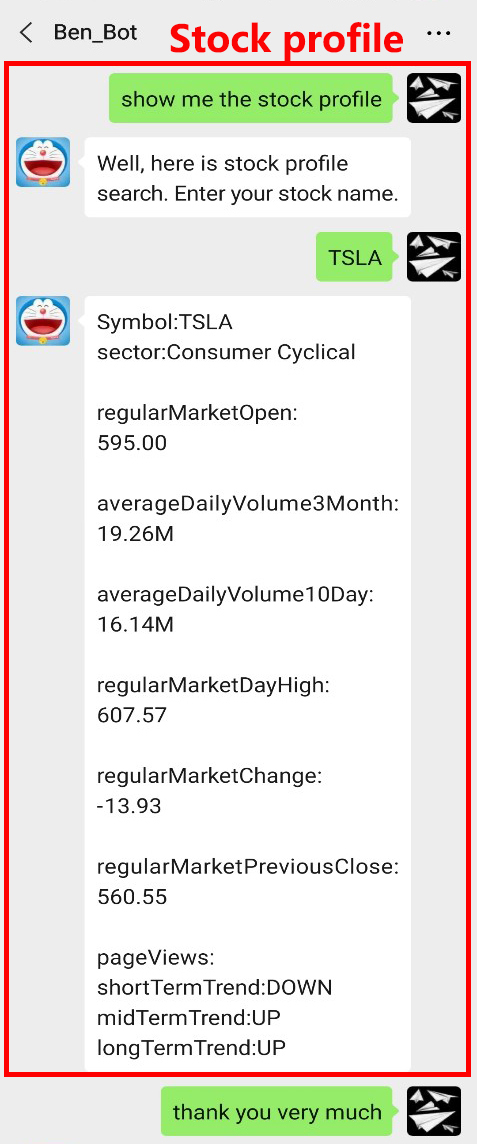 Ben_Bot
Stock profile
show me the stock profile
Well, here is stock profile
search. Enter your stock name.
TSLA
Symbol:TSLA
sector:Consumer Cyclical
regularMarketOpen:
595.00
averageDailyVolume3Month:
19.26M
averageDailyVolume10Day:
16.14M
regularMarketDayHigh:
607.57
regularMarketChange:
-13.93
regularMarketPreviousClose:
560.55
pageViews:
shortTermTrend:DOWN
midTermTrend:UP
longTermTrend:UP
thank you very much